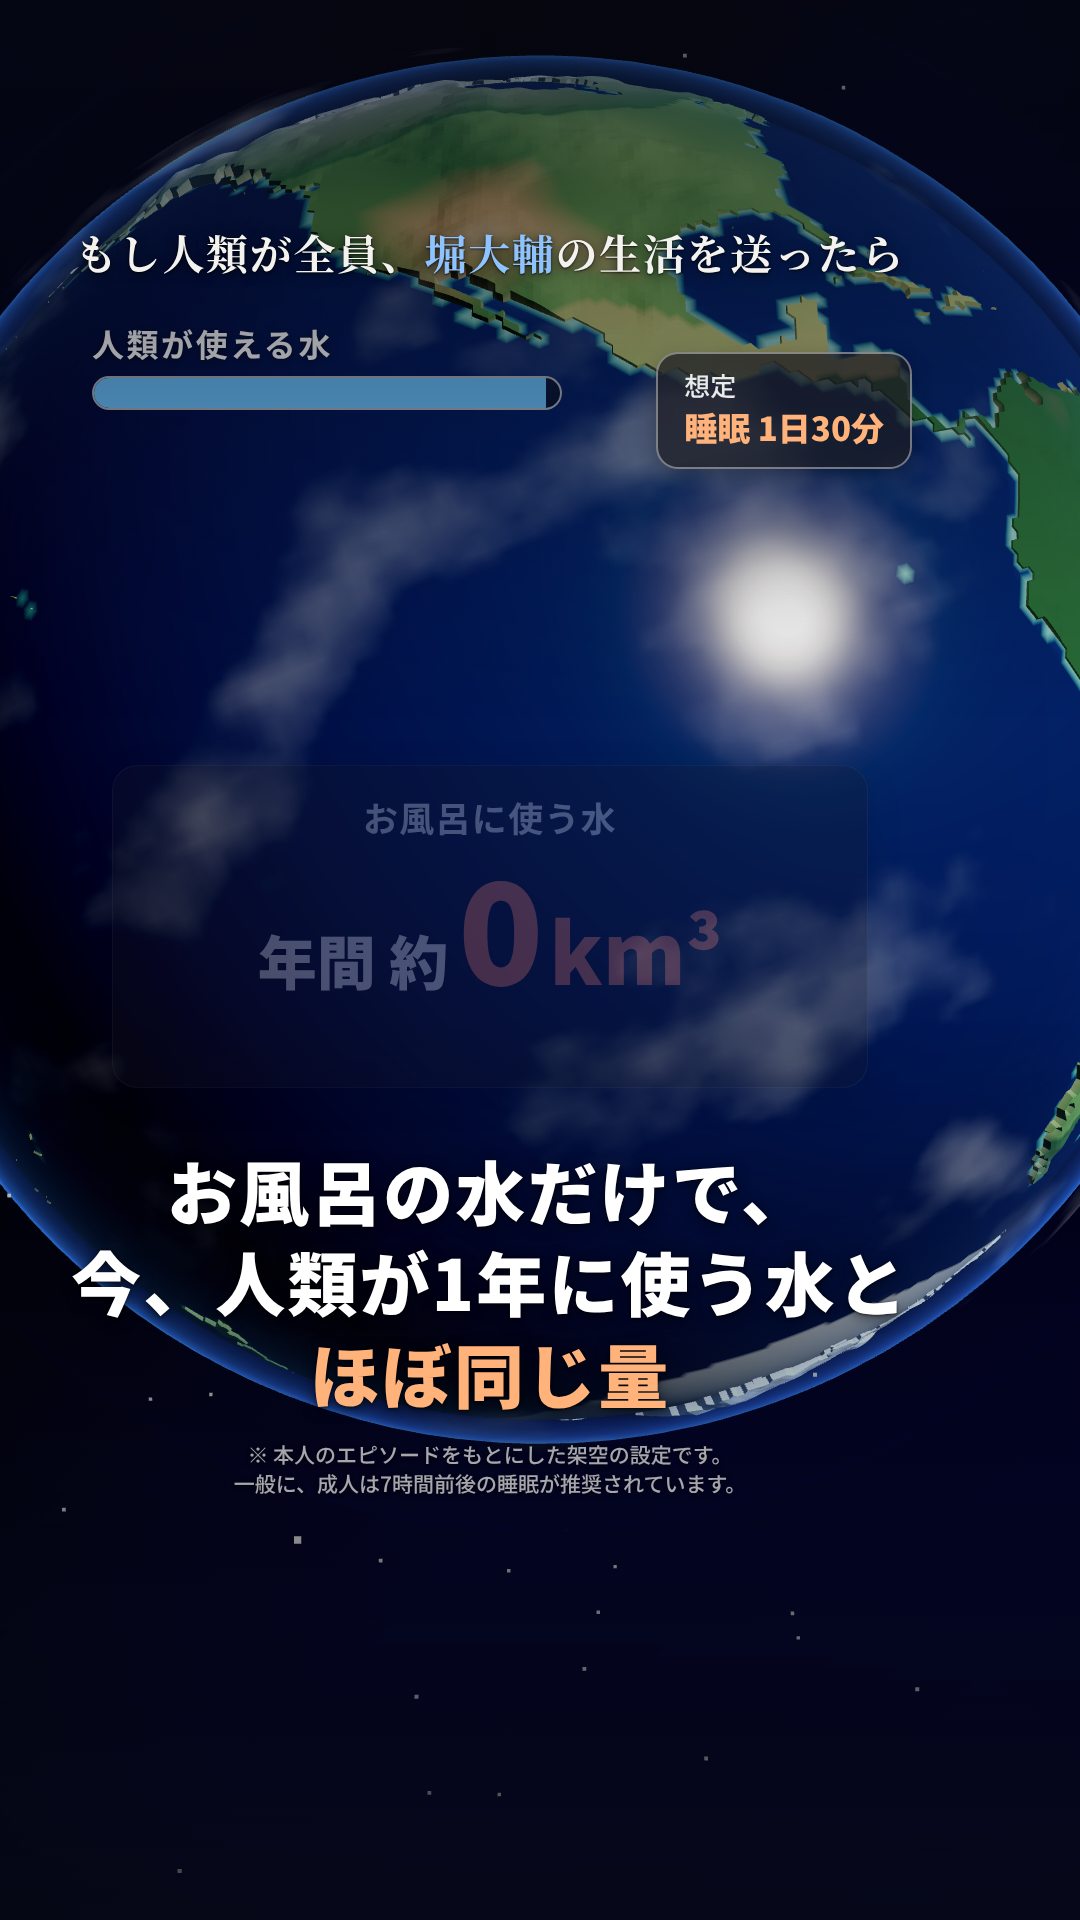 もし人類が全員、堀大輔の生活を送ったら
人類が使える水
想定
睡眠 1日30分
お風呂に使う水
年間 約0km³
お風呂の水だけで、
今、人類が1年に使う水と
ほぼ同じ量
※ 本人のエピソードをもとにした架空の設定です。
一般に、成人は7時間前後の睡眠が推奨されています。